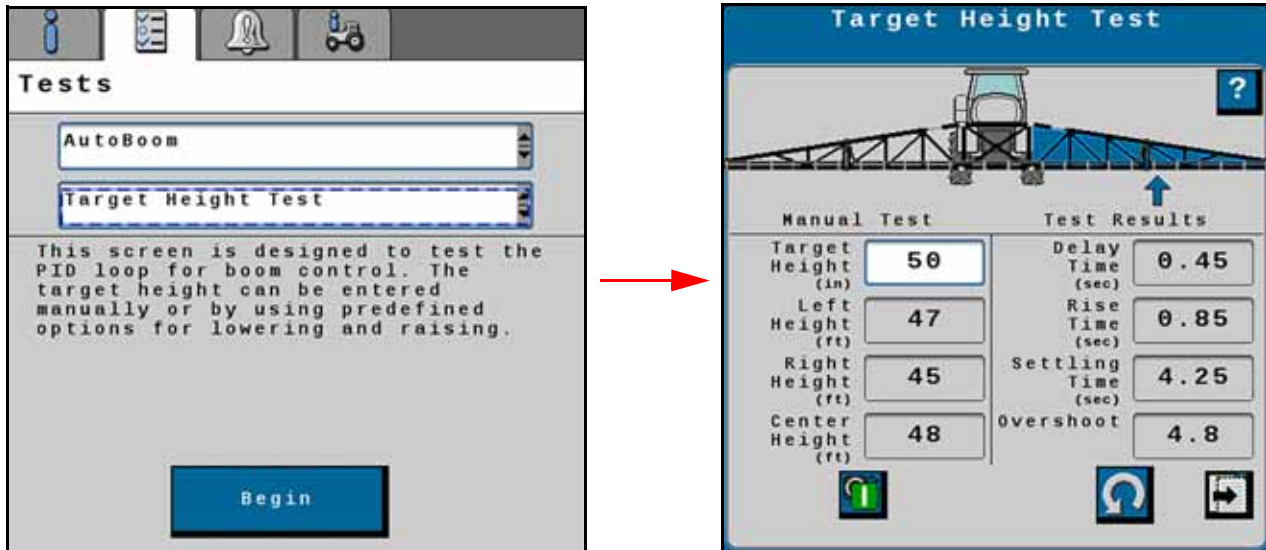 Tests
AutoBoom
Target Height Test
This screen is designed to test the
PID loop for boom control. The
target height can be entered
manually or by using predefined
options for lowering and raising.
Begin
Target Height Test
?
Manual Test
Target
Height
(in)
50
Left
Height
(ft)
47
Right
Height
(ft)
45
Center
Height
(ft)
48
Test Results
Delay
Time
(sec)
0.45
Rise
Time
(sec)
0.85
Settling
Time
(sec)
4.25
Overshoot
4.8